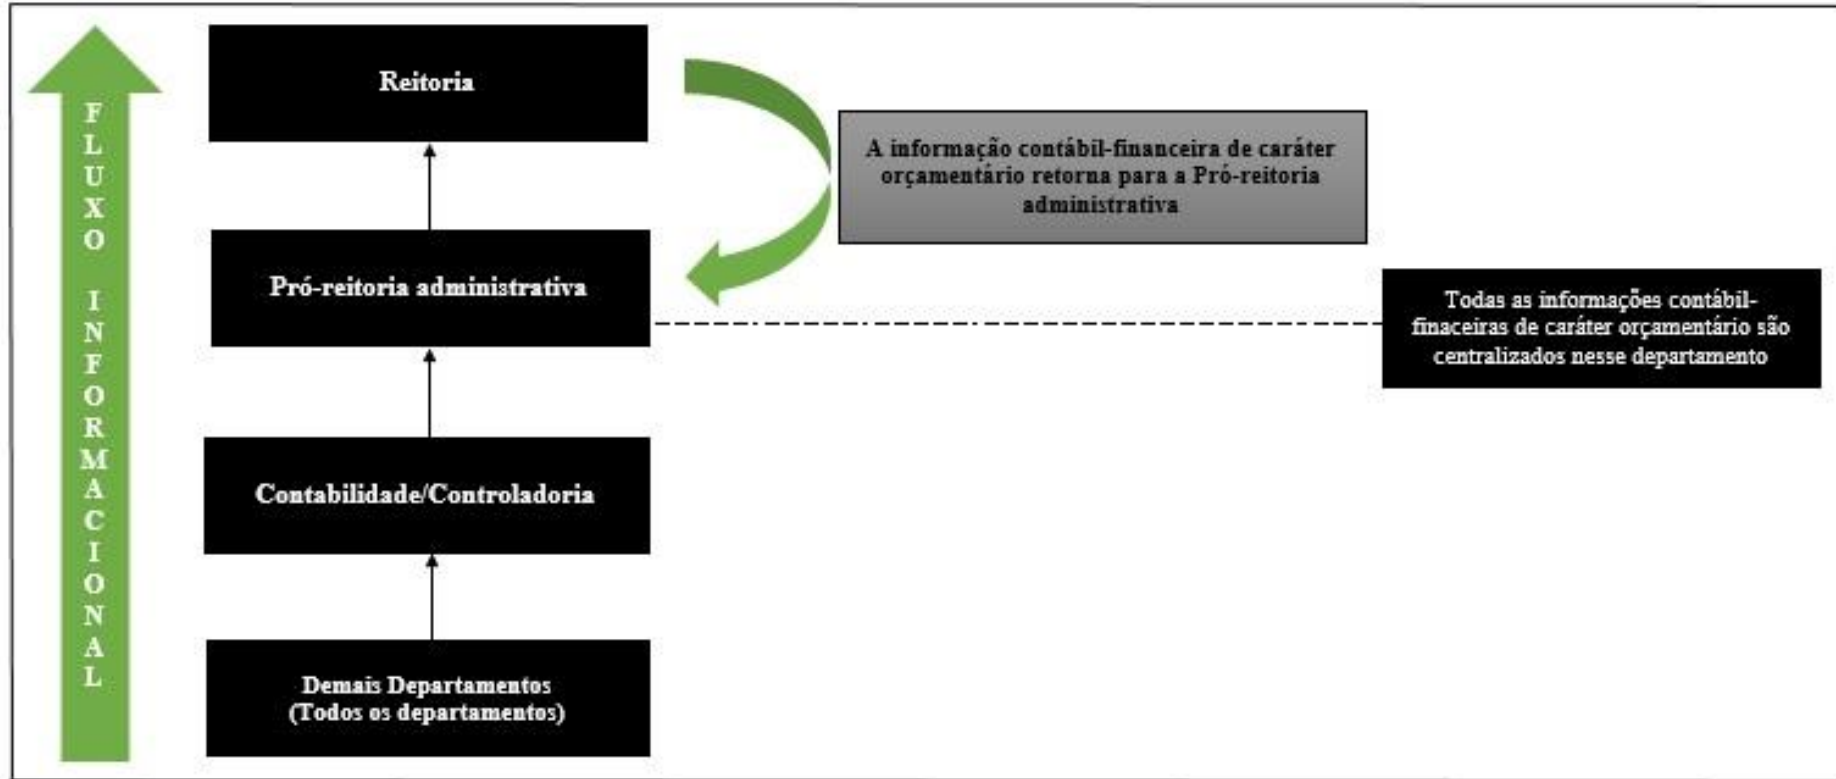 FLUXO INFORMACIONAL
Reitoria
A informação contábil-financeira de caráter
orçamentário retorna para a Pró-reitoria
administrativa
Pró-reitoria administrativa
Todas as informações contábil-
finaceiras de caráter orçamentário são
centralizados nesse departamento
Contabilidade/Controladoria
Demais Departamentos
(Todos os departamentos)